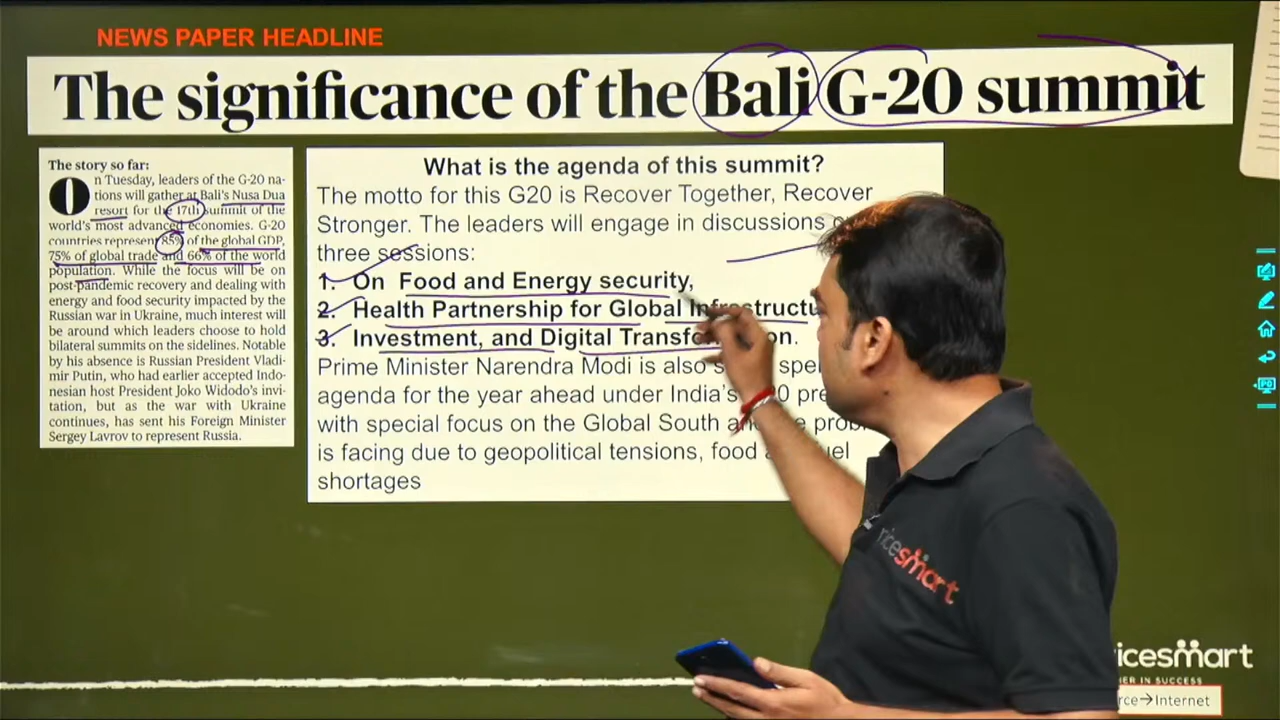 NEWS PAPER HEADLINE
The significance of the Bali G-20 summit
The story so far:
On Tuesday, leaders of the G-20 na-
tions will gather at Bali's Nusa Dua
resort for the 17th summit of the
world's most advanced economies. G-20
countries represent 85% of the global GDP,
75% of global trade and 66% of the world
population. While the focus will be on
post-pandemic recovery and dealing with
energy and food security impacted by the
Russian war in Ukraine, much interest will
be around which leaders choose to hold
bilateral summits on the sidelines. Notable
by his absence is Russian President Vladi-
mir Putin, who had earlier accepted Indo-
nesian host President Joko Widodo's invi-
tation, but as the war with Ukraine
continues, has sent his Foreign Minister
Sergey Lavrov to represent Russia.
What is the agenda of this summit?
The motto for this G20 is Recover Together, Recover
Stronger. The leaders will engage in discussions
three sessions:
1. On Food and Energy security,
2. Health Partnership for Global
3. Investment, and Digital
Prime Minister Narendra Modi is also
agenda for the year ahead under India's
with special focus on the Global South
is facing due to geopolitical tensions, food
shortages
smart
icesmart
IER IN SUCCESS
rce→Internet